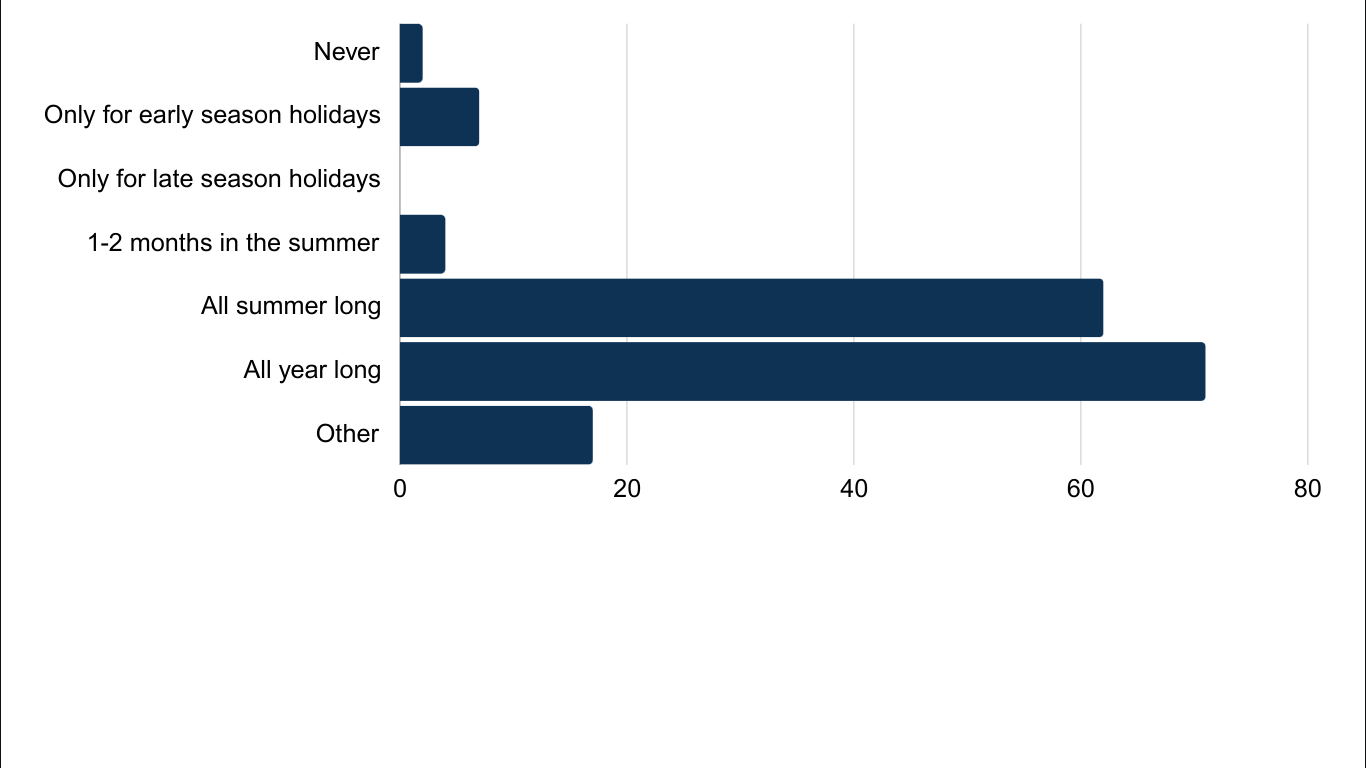 Never
Only for early season holidays
Only for late season holidays
1-2 months in the summer
All summer long
All year long
Other
0 20 40 60 80